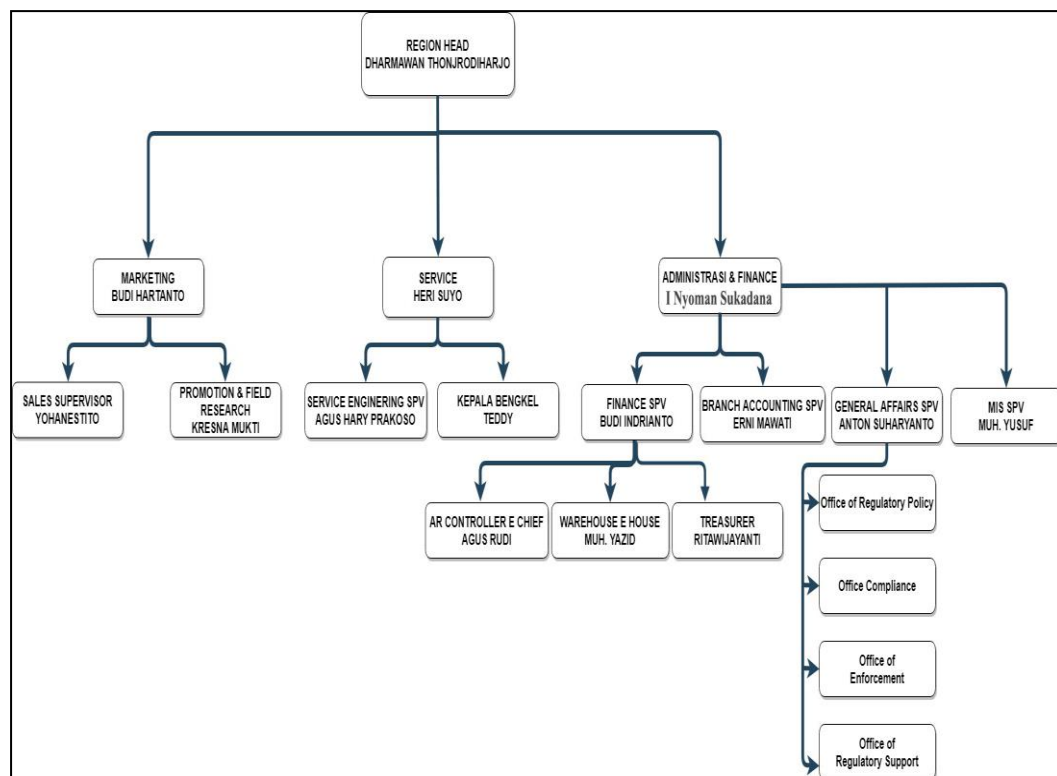 REGION HEAD
DHARMAWAN THONJRODIHARJO
MARKETING
BUDI HARTANTO
SERVICE
HERI SUYO
ADMINISTRASI & FINANCE
I Nyoman Sukadana
SALES SUPERVISOR
YOHANESTITO
PROMOTION & FIELD
RESEARCH
KRESNA MUKTI
SERVICE ENGINERING SPV
AGUS HARY PRAKOSO
KEPALA BENGKEL
TEDDY
FINANCE SPV
BUDI INDRIANTO
BRANCH ACCOUNTING SPV
ERNI MAWATI
GENERAL AFFAIRS SPV
ANTON SUHARYANTO
MIS SPV
MUH. YUSUF
AR CONTROLLER E CHIEF
AGUS RUDI
WAREHOUSE E HOUSE
MUH. YAZID
TREASURER
RITAWIJAYANTI
Office of Regulatory Policy
Office Compliance
Office of
Enforcement
Office of
Regulatory Support